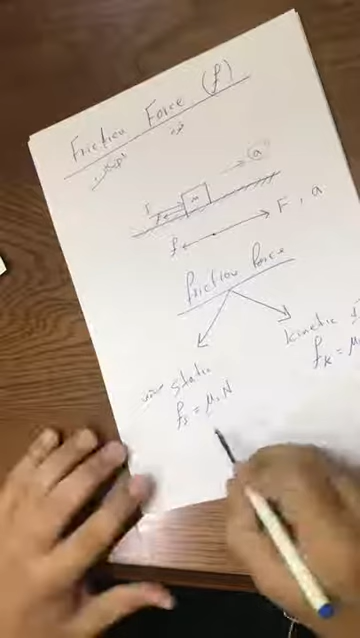 Friction Force (f)
a
F
m
f
F, a
friction force
static
kinetic
fs = μs N
fk = μ